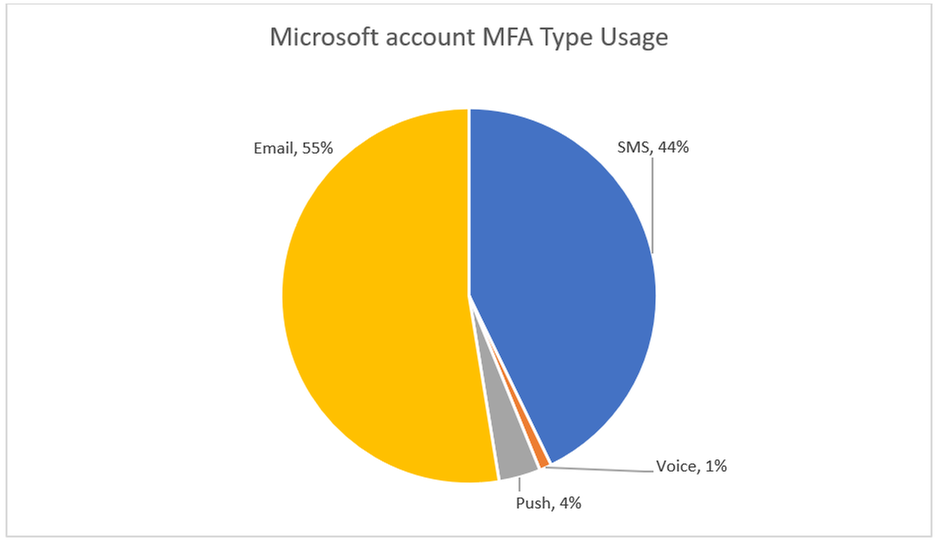 Microsoft account MFA Type Usage
Email, 55%
SMS, 44%
Voice, 1%
Push, 4%